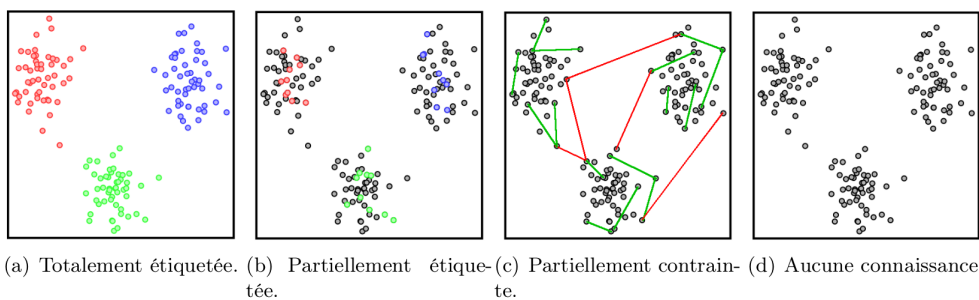 (a) Totalement étiquetée.
(b) Partiellement étique-
tée.
(c) Partiellement contrain-
te.
(d) Aucune connaissance